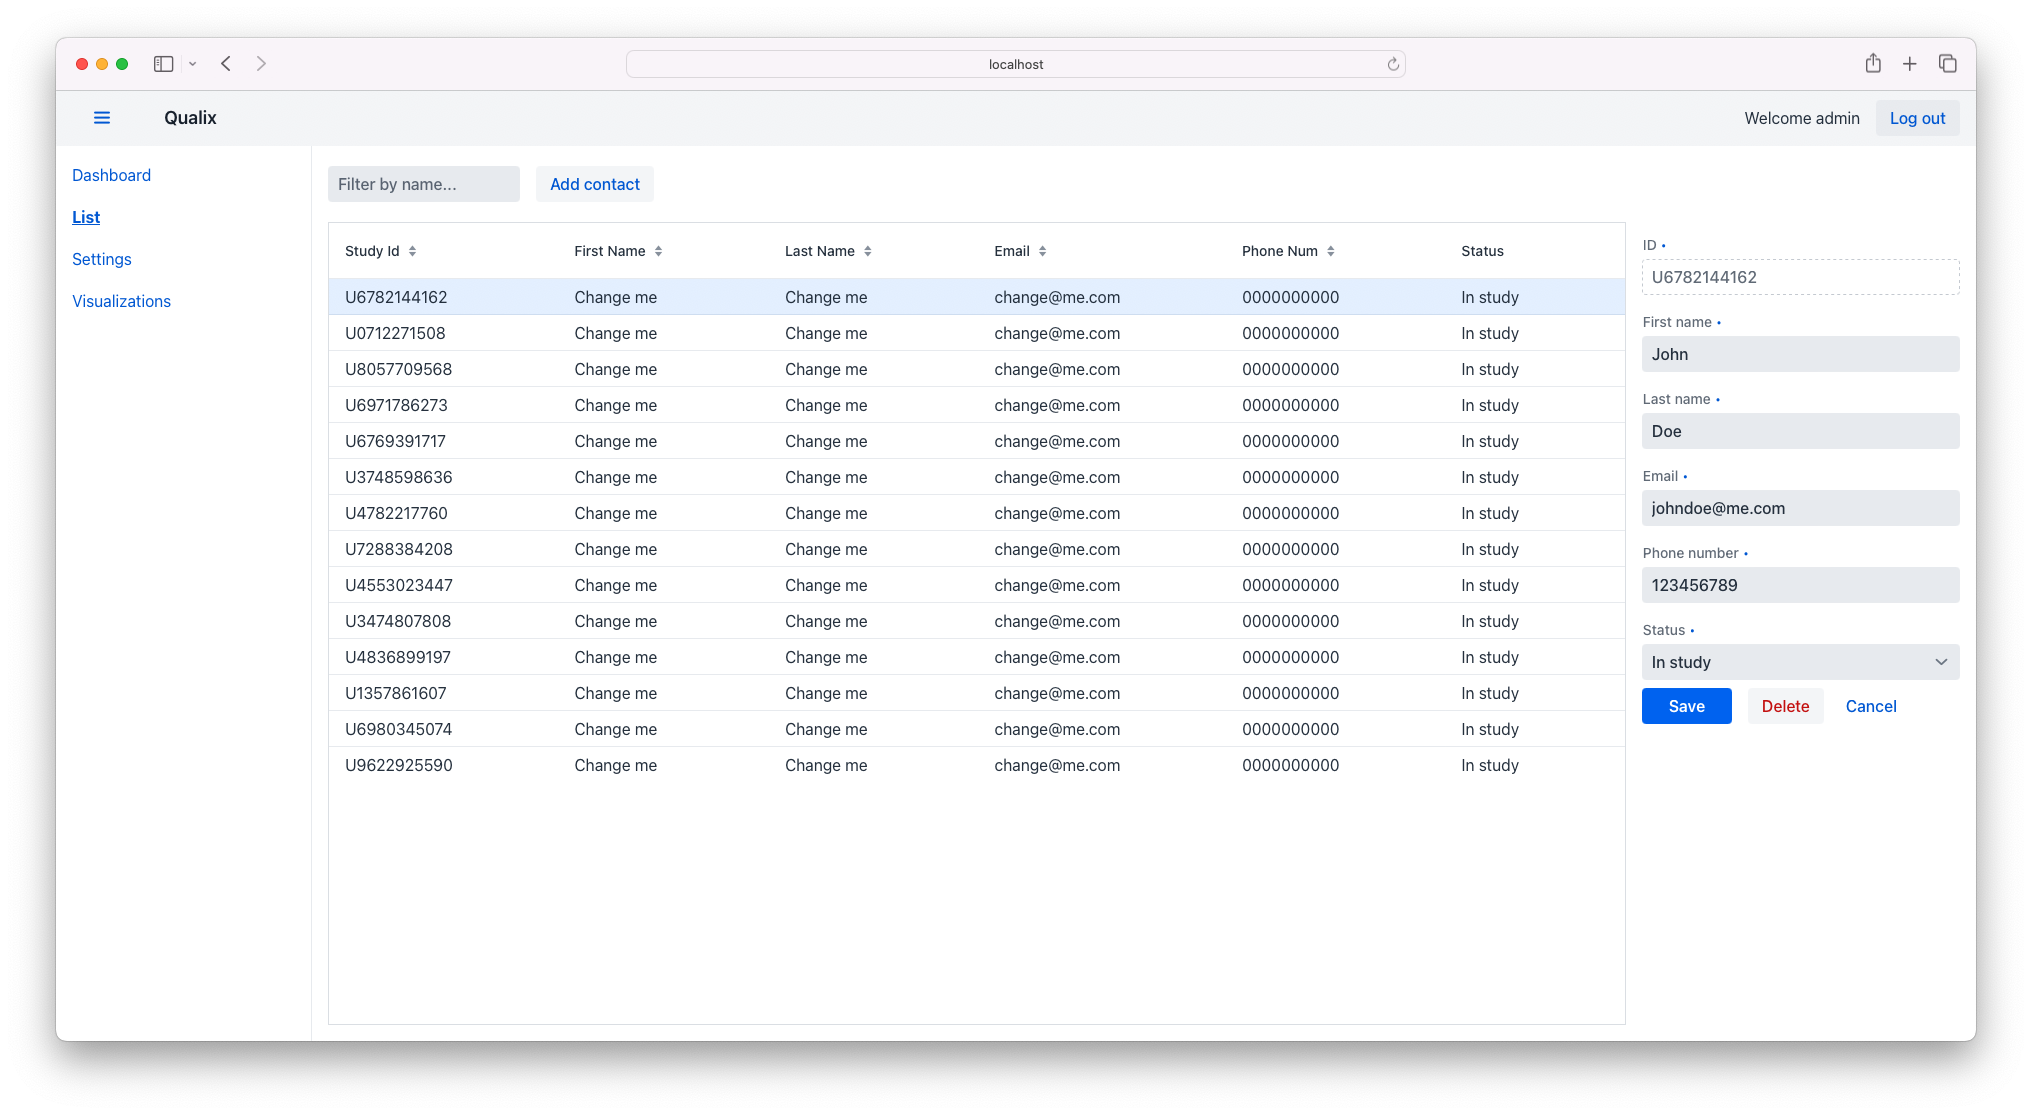 localhost
Qualix
Welcome admin
Log out
Dashboard
List
Settings
Visualizations
Filter by name...
Add contact
Study Id First Name Last Name Email Phone Num Status
U6782144162 Change me Change me change@me.com 0000000000 In study
U0712271508 Change me Change me change@me.com 0000000000 In study
U8057709568 Change me Change me change@me.com 0000000000 In study
U6971786273 Change me Change me change@me.com 0000000000 In study
U6769391717 Change me Change me change@me.com 0000000000 In study
U3748598636 Change me Change me change@me.com 0000000000 In study
U4782217760 Change me Change me change@me.com 0000000000 In study
U7288384208 Change me Change me change@me.com 0000000000 In study
U4553023447 Change me Change me change@me.com 0000000000 In study
U3474807808 Change me Change me change@me.com 0000000000 In study
U4836899197 Change me Change me change@me.com 0000000000 In study
U1357861607 Change me Change me change@me.com 0000000000 In study
U6980345074 Change me Change me change@me.com 0000000000 In study
U9622925590 Change me Change me change@me.com 0000000000 In study
ID •
U6782144162
First name •
John
Last name •
Doe
Email •
johndoe@me.com
Phone number •
123456789
Status •
In study
Save
Delete
Cancel